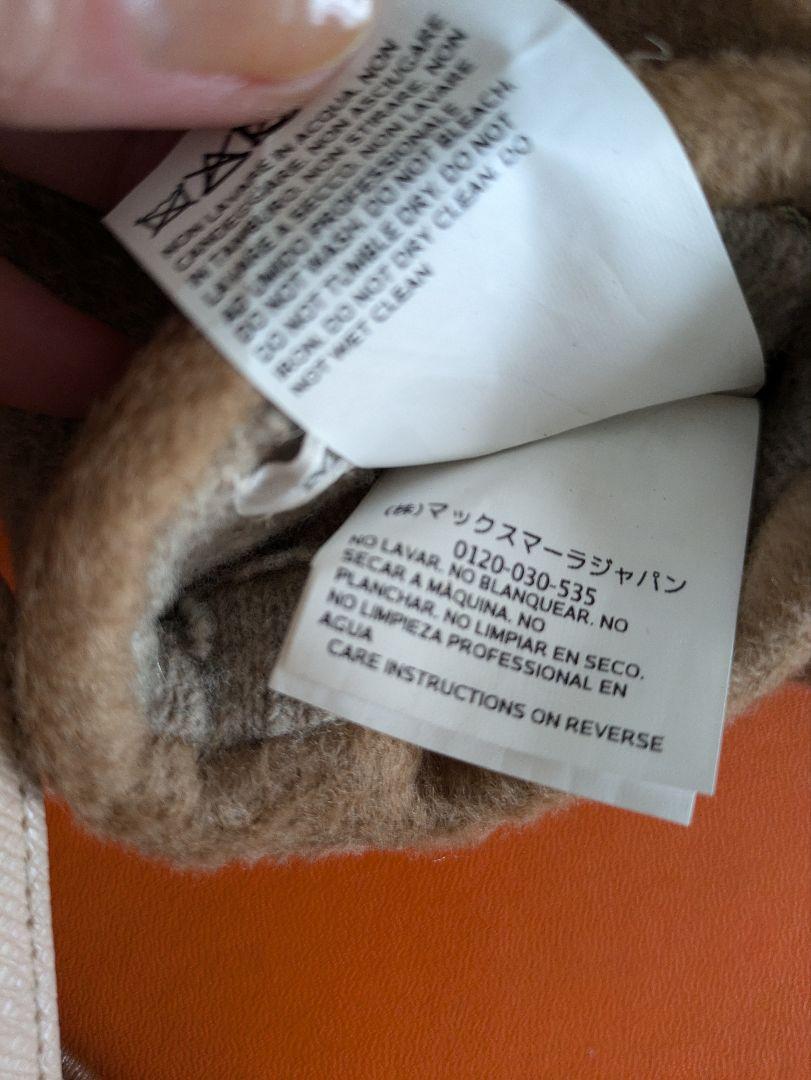 NON LAVARE IN ACQUA. NON
CANDEGGIARE. NON ASCIUGARE
IN TAMBURO. NON STIRARE. NON
LAVARE A SECCO. NON LAVARE
AD UMIDO PROFESSIONALE
DO NOT WASH. DO NOT BLEACH.
DO NOT TUMBLE DRY. DO NOT
IRON. DO NOT DRY CLEAN. DO
NOT WET CLEAN
(株)マックスマーラジャパン
0120-030-535
NO LAVAR. NO BLANQUEAR. NO
SECAR A MÀQUINA. NO
PLANCHAR. NO LIMPIAR EN SECO.
NO LIMPIEZA PROFESSIONAL EN
AGUA
CARE INSTRUCTIONS ON REVERSE